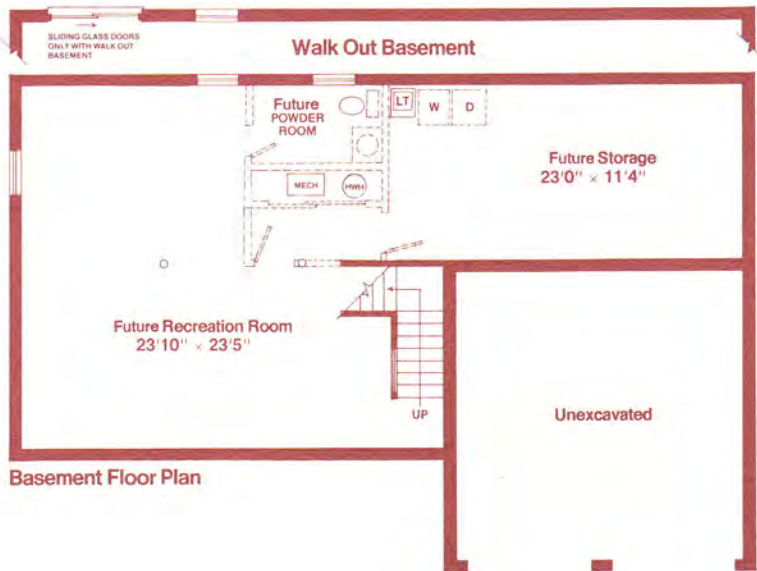 SLIDING GLASS DOORS
ONLY WITH WALK OUT
BASEMENT
Walk Out Basement
Future
POWDER
ROOM
LT
W
D
Future Storage
23'0" × 11'4"
MECH
HWH
Future Recreation Room
23'10" × 23'5"
UP
Unexcavated
Basement Floor Plan